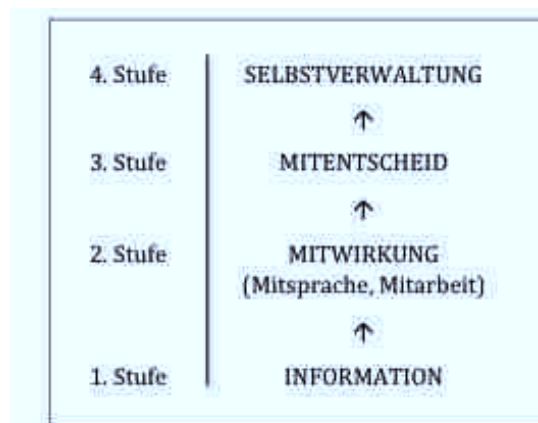 4. Stufe SELBSTVERWALTUNG
↑
3. Stufe MITENTSCHEID
↑
2. Stufe MITWIRKUNG
(Mitsprache, Mitarbeit)
↑
1. Stufe INFORMATION